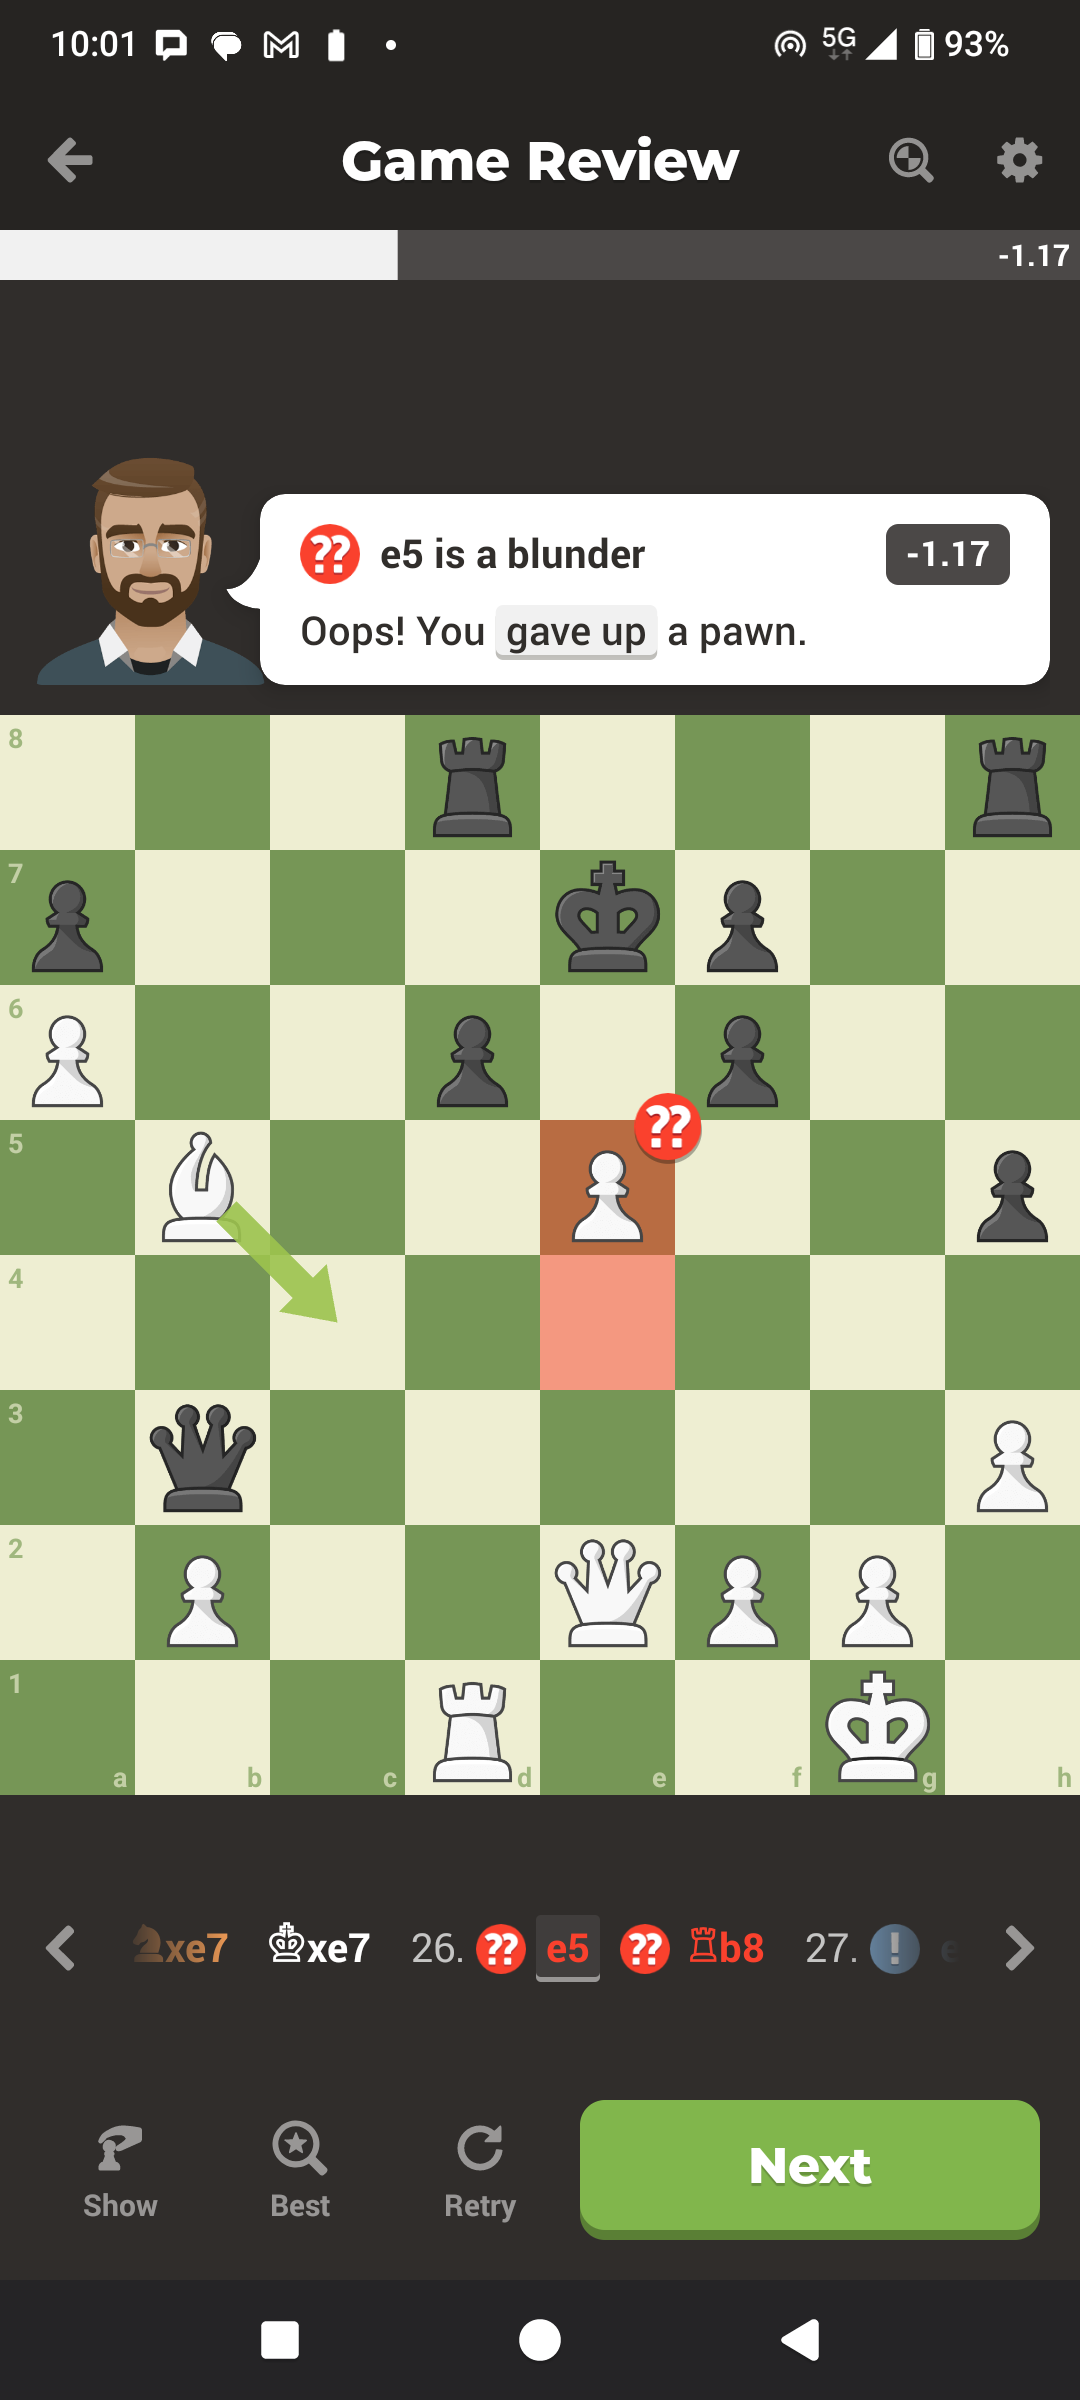 10:01 5G 93%
Game Review
-1.17
?? e5 is a blunder -1.17
Oops! You gave up a pawn.
8
7
6
??
5
4
3
2
1
a b c d e f g h
xe7 xe7 26. ?? e5 ?? b8 27. ! e
Show Best Retry Next